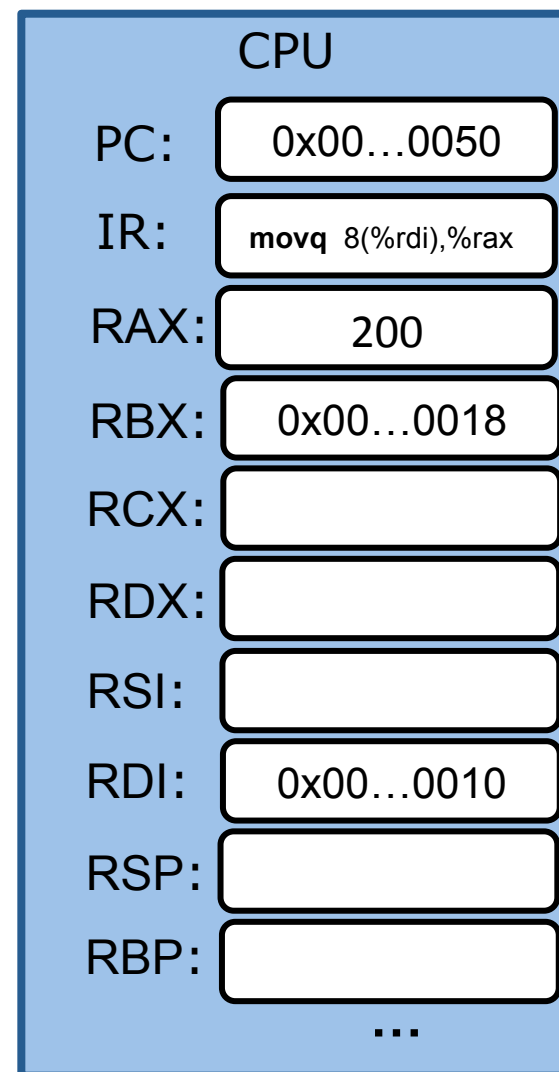 CPU
PC: 0x00…0050
IR: movq 8(%rdi),%rax
RAX: 200
RBX: 0x00…0018
RCX:
RDX:
RSI:
RDI: 0x00…0010
RSP:
RBP:
…